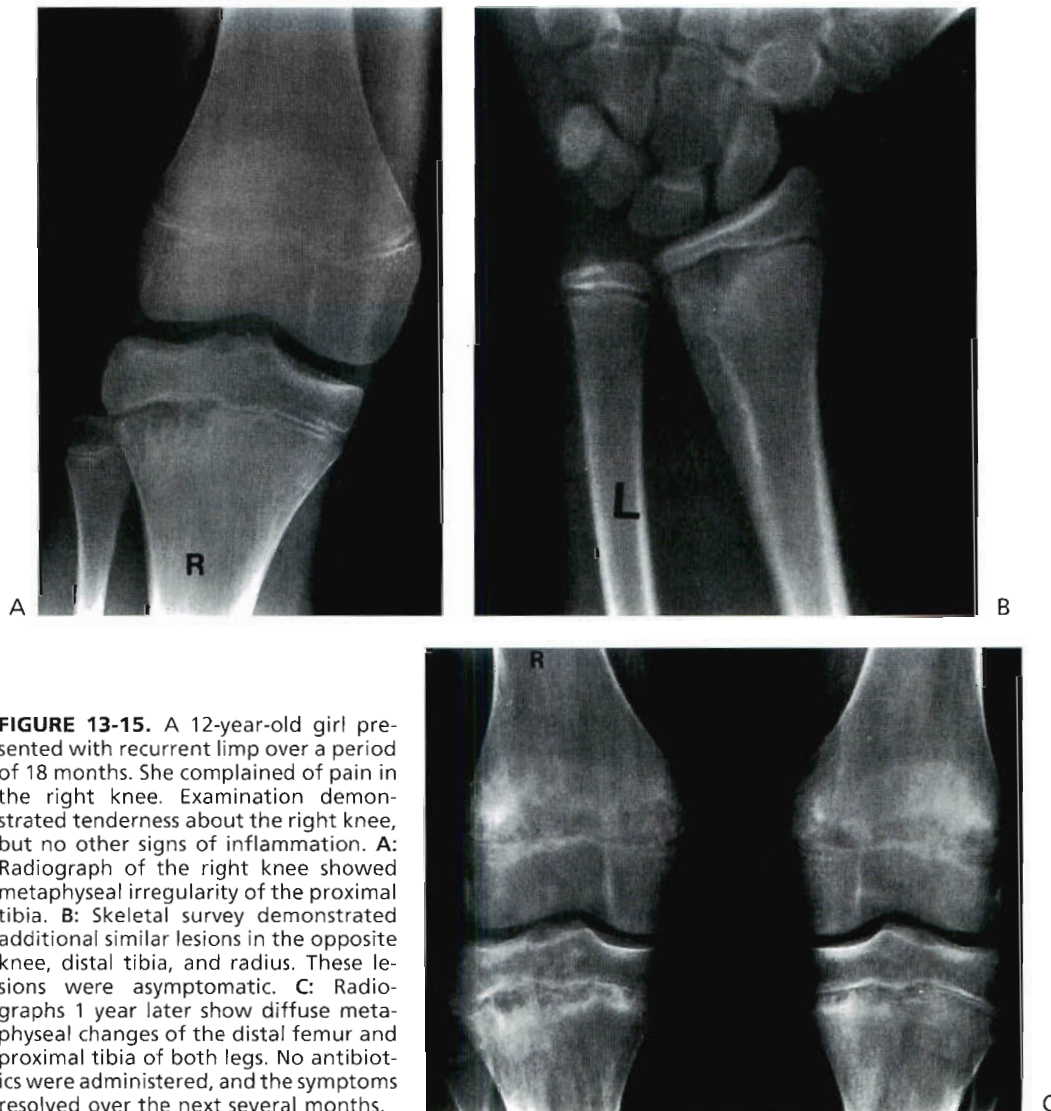 R
A
L
B
R
FIGURE 13-15. A 12-year-old girl pre-
sented with recurrent limp over a period
of 18 months. She complained of pain in
the right knee. Examination demon-
strated tenderness about the right knee,
but no other signs of inflammation. A:
Radiograph of the right knee showed
metaphyseal irregularity of the proximal
tibia. B: Skeletal survey demonstrated
additional similar lesions in the opposite
knee, distal tibia, and radius. These le-
sions were asymptomatic. C: Radio-
graphs 1 year later show diffuse meta-
physeal changes of the distal femur and
proximal tibia of both legs. No antibiot-
ics were administered, and the symptoms
resolved over the next several months.
C